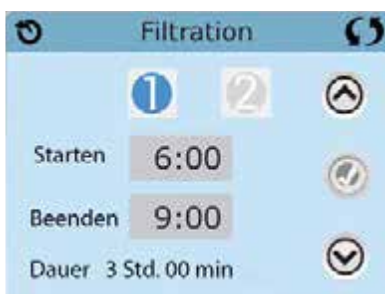 Filtration
1 2
Starten 6:00
Beenden 9:00
Dauer 3 Std. 00 min